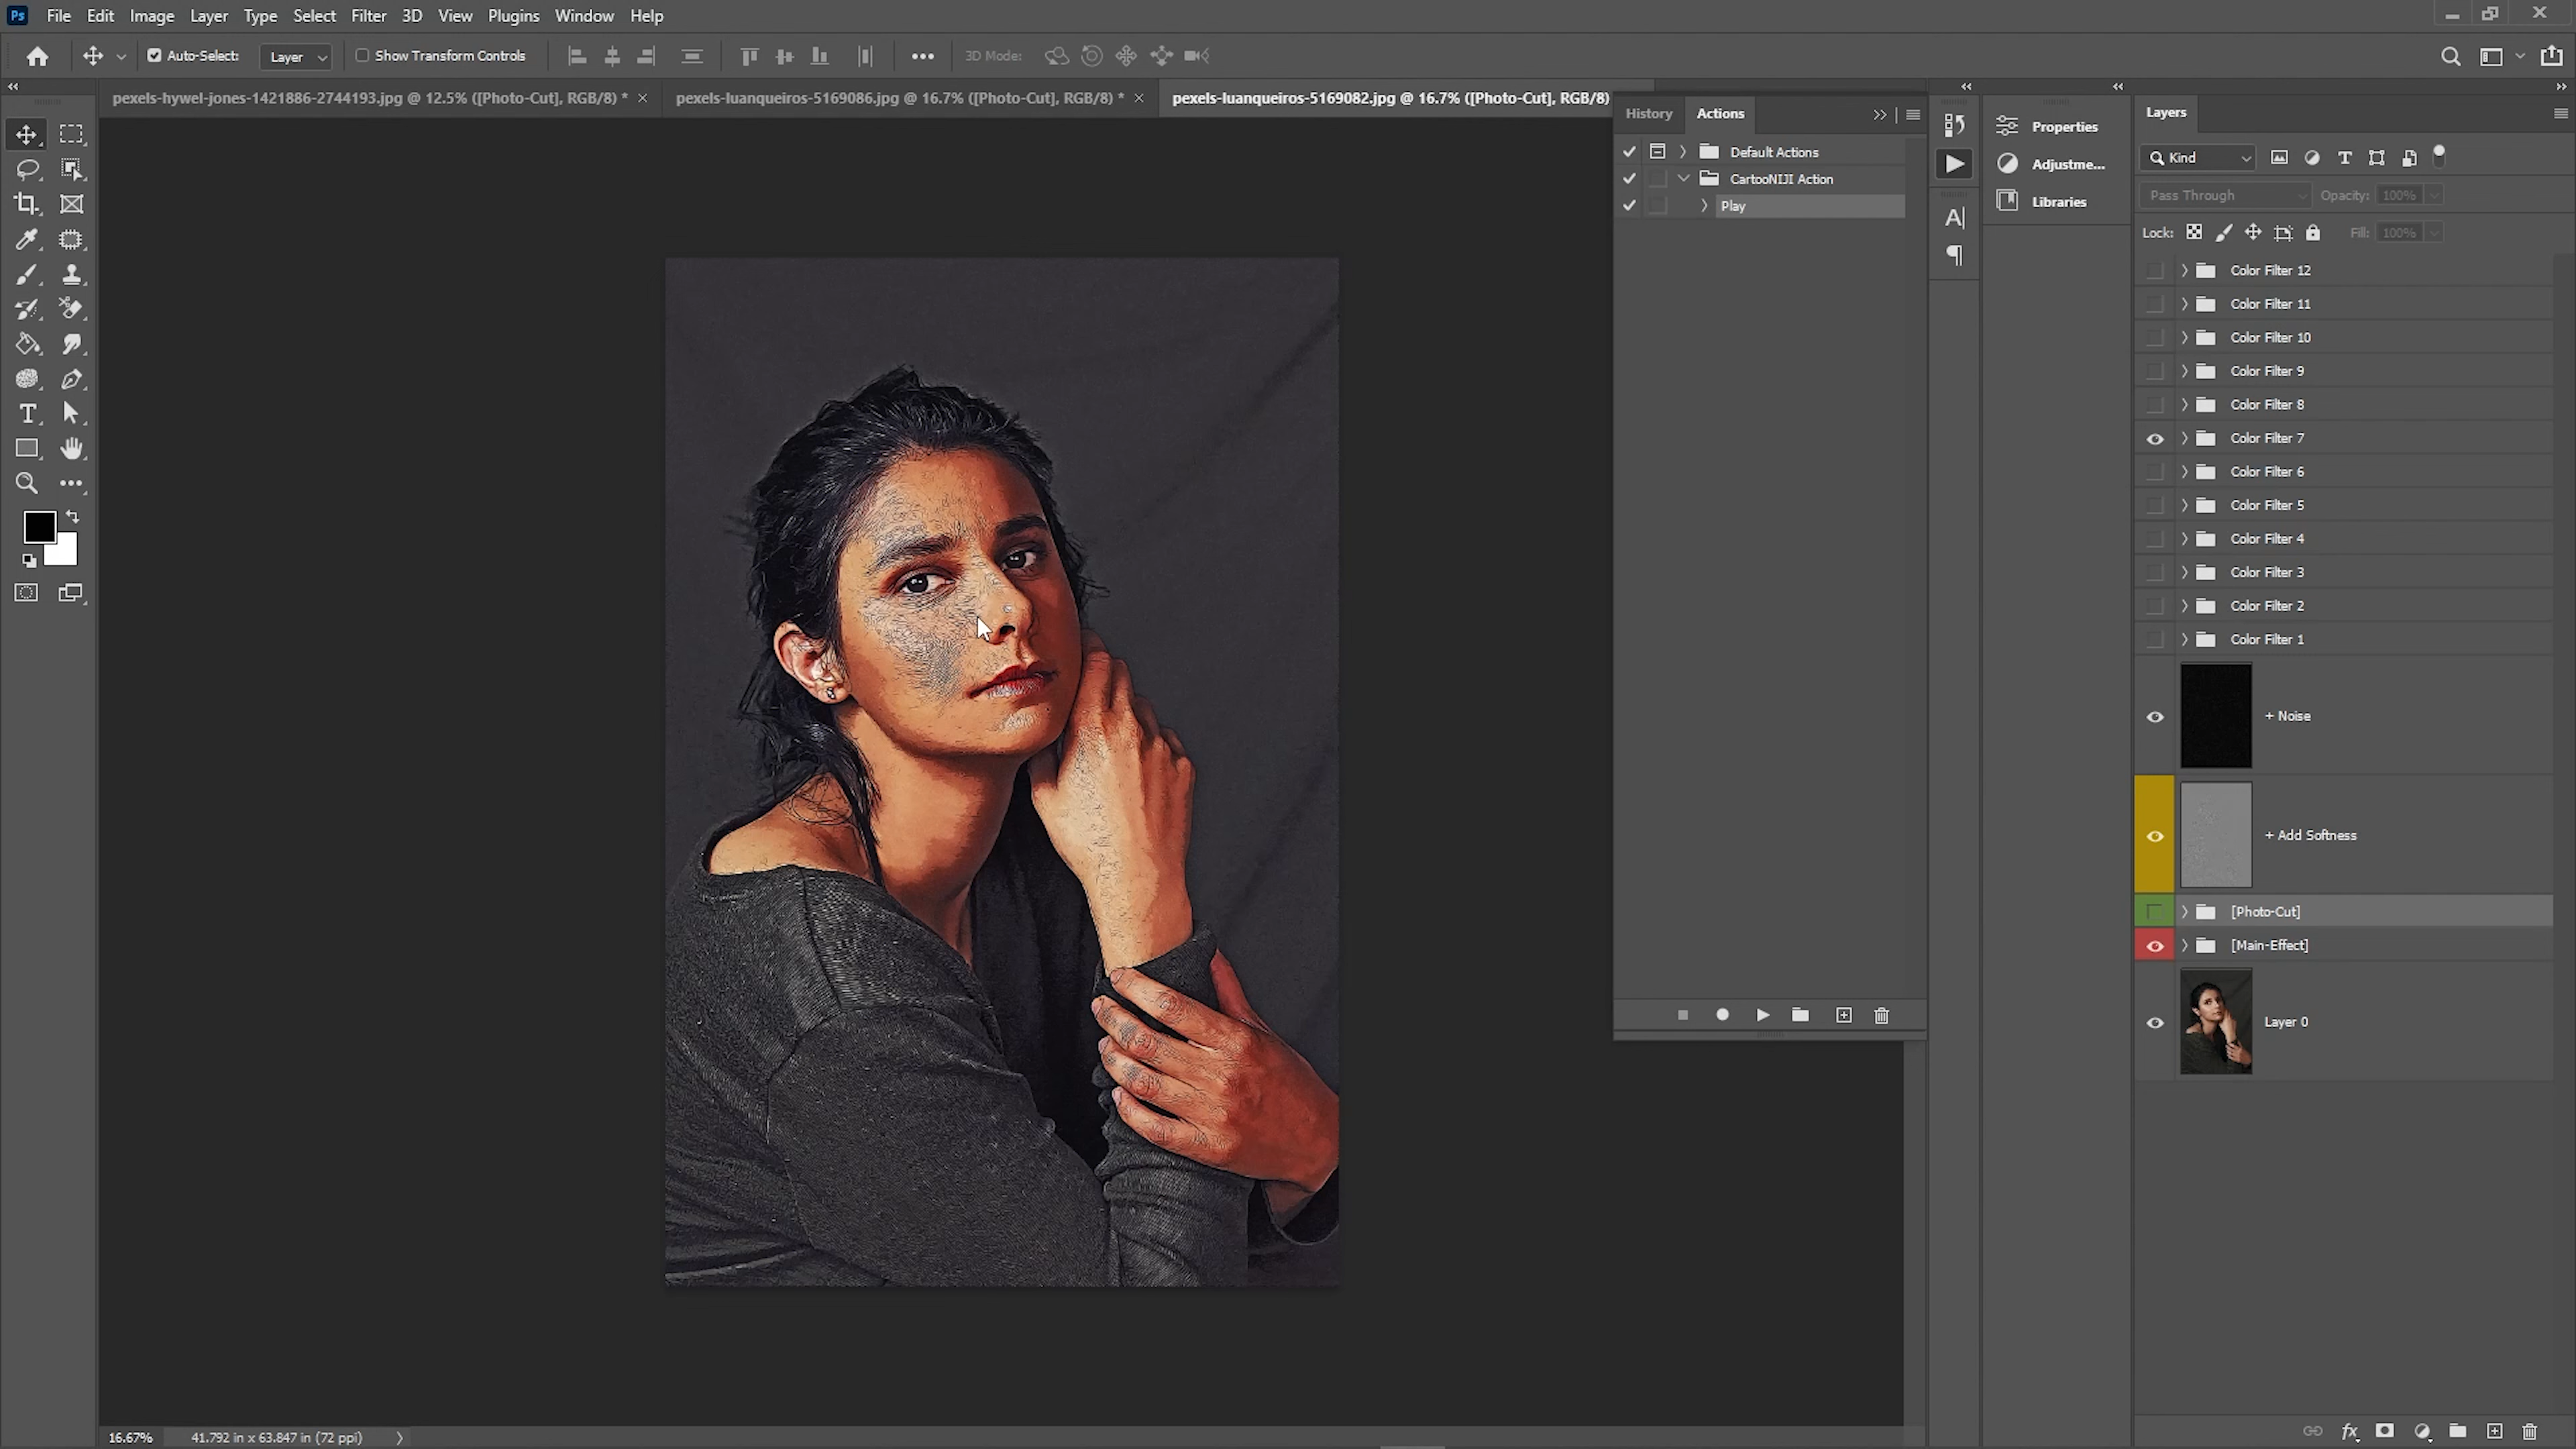 Ps File Edit Image Layer Type Select Filter 3D View Plugins Window Help
Auto-Select: Layer Show Transform Controls 3D Mode:
pexels-hywel-jones-1421886-2744193.jpg @ 12.5% ([Photo-Cut], RGB/8) *
pexels-luanqueiros-5169086.jpg @ 16.7% ([Photo-Cut], RGB/8) *
pexels-luanqueiros-5169082.jpg @ 16.7% ([Photo-Cut], RGB/8)
History Actions
Default Actions
CartooNIJI Action
Play
Properties
Adjustme...
Libraries
Layers
Kind
Pass Through Opacity: 100%
Lock: Fill: 100%
Color Filter 12
Color Filter 11
Color Filter 10
Color Filter 9
Color Filter 8
Color Filter 7
Color Filter 6
Color Filter 5
Color Filter 4
Color Filter 3
Color Filter 2
Color Filter 1
+ Noise
+ Add Softness
[Photo-Cut]
[Main-Effect]
Layer 0
16.67% 41.792 in x 63.847 in (72 ppi)
fx